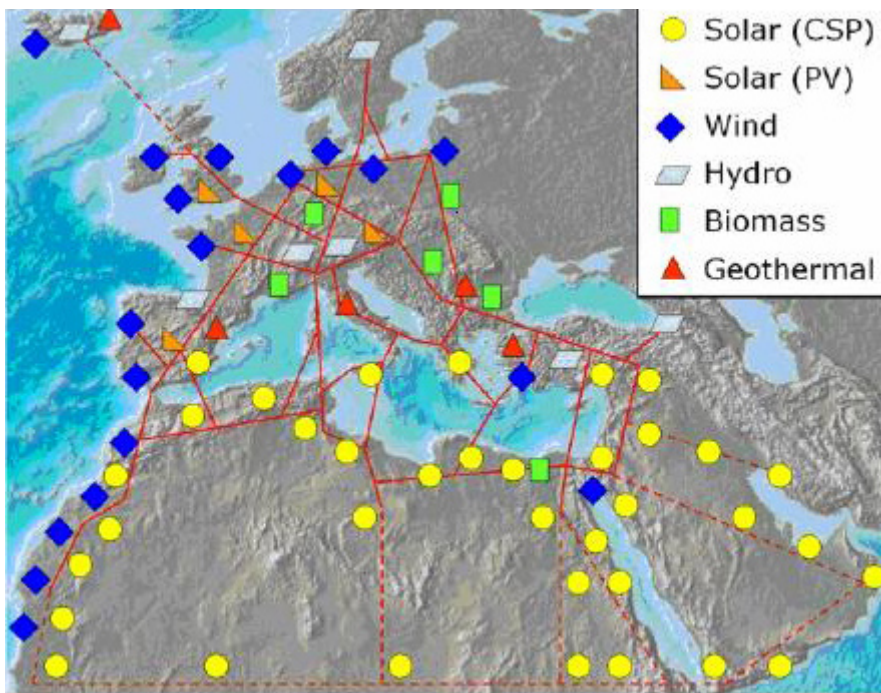 Solar (CSP)
Solar (PV)
Wind
Hydro
Biomass
Geothermal